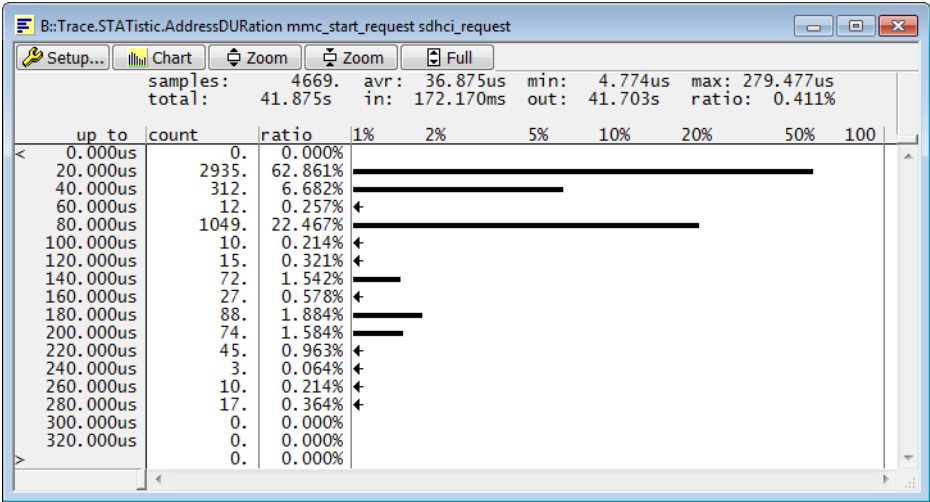 B::Trace.STATistic.AddressDURation mmc_start_request sdhci_request
Setup... Chart Zoom Zoom Full
samples: 4669. avr: 36.875us min: 4.774us max: 279.477us
total: 41.875s in: 172.170ms out: 41.703s ratio: 0.411%
up to count ratio 1% 2% 5% 10% 20% 50% 100
< 0.000us 0. 0.000%
20.000us 2935. 62.861%
40.000us 312. 6.682%
60.000us 12. 0.257%
80.000us 1049. 22.467%
100.000us 10. 0.214%
120.000us 15. 0.321%
140.000us 72. 1.542%
160.000us 27. 0.578%
180.000us 88. 1.884%
200.000us 74. 1.584%
220.000us 45. 0.963%
240.000us 3. 0.064%
260.000us 10. 0.214%
280.000us 17. 0.364%
300.000us 0. 0.000%
320.000us 0. 0.000%
> 0. 0.000%